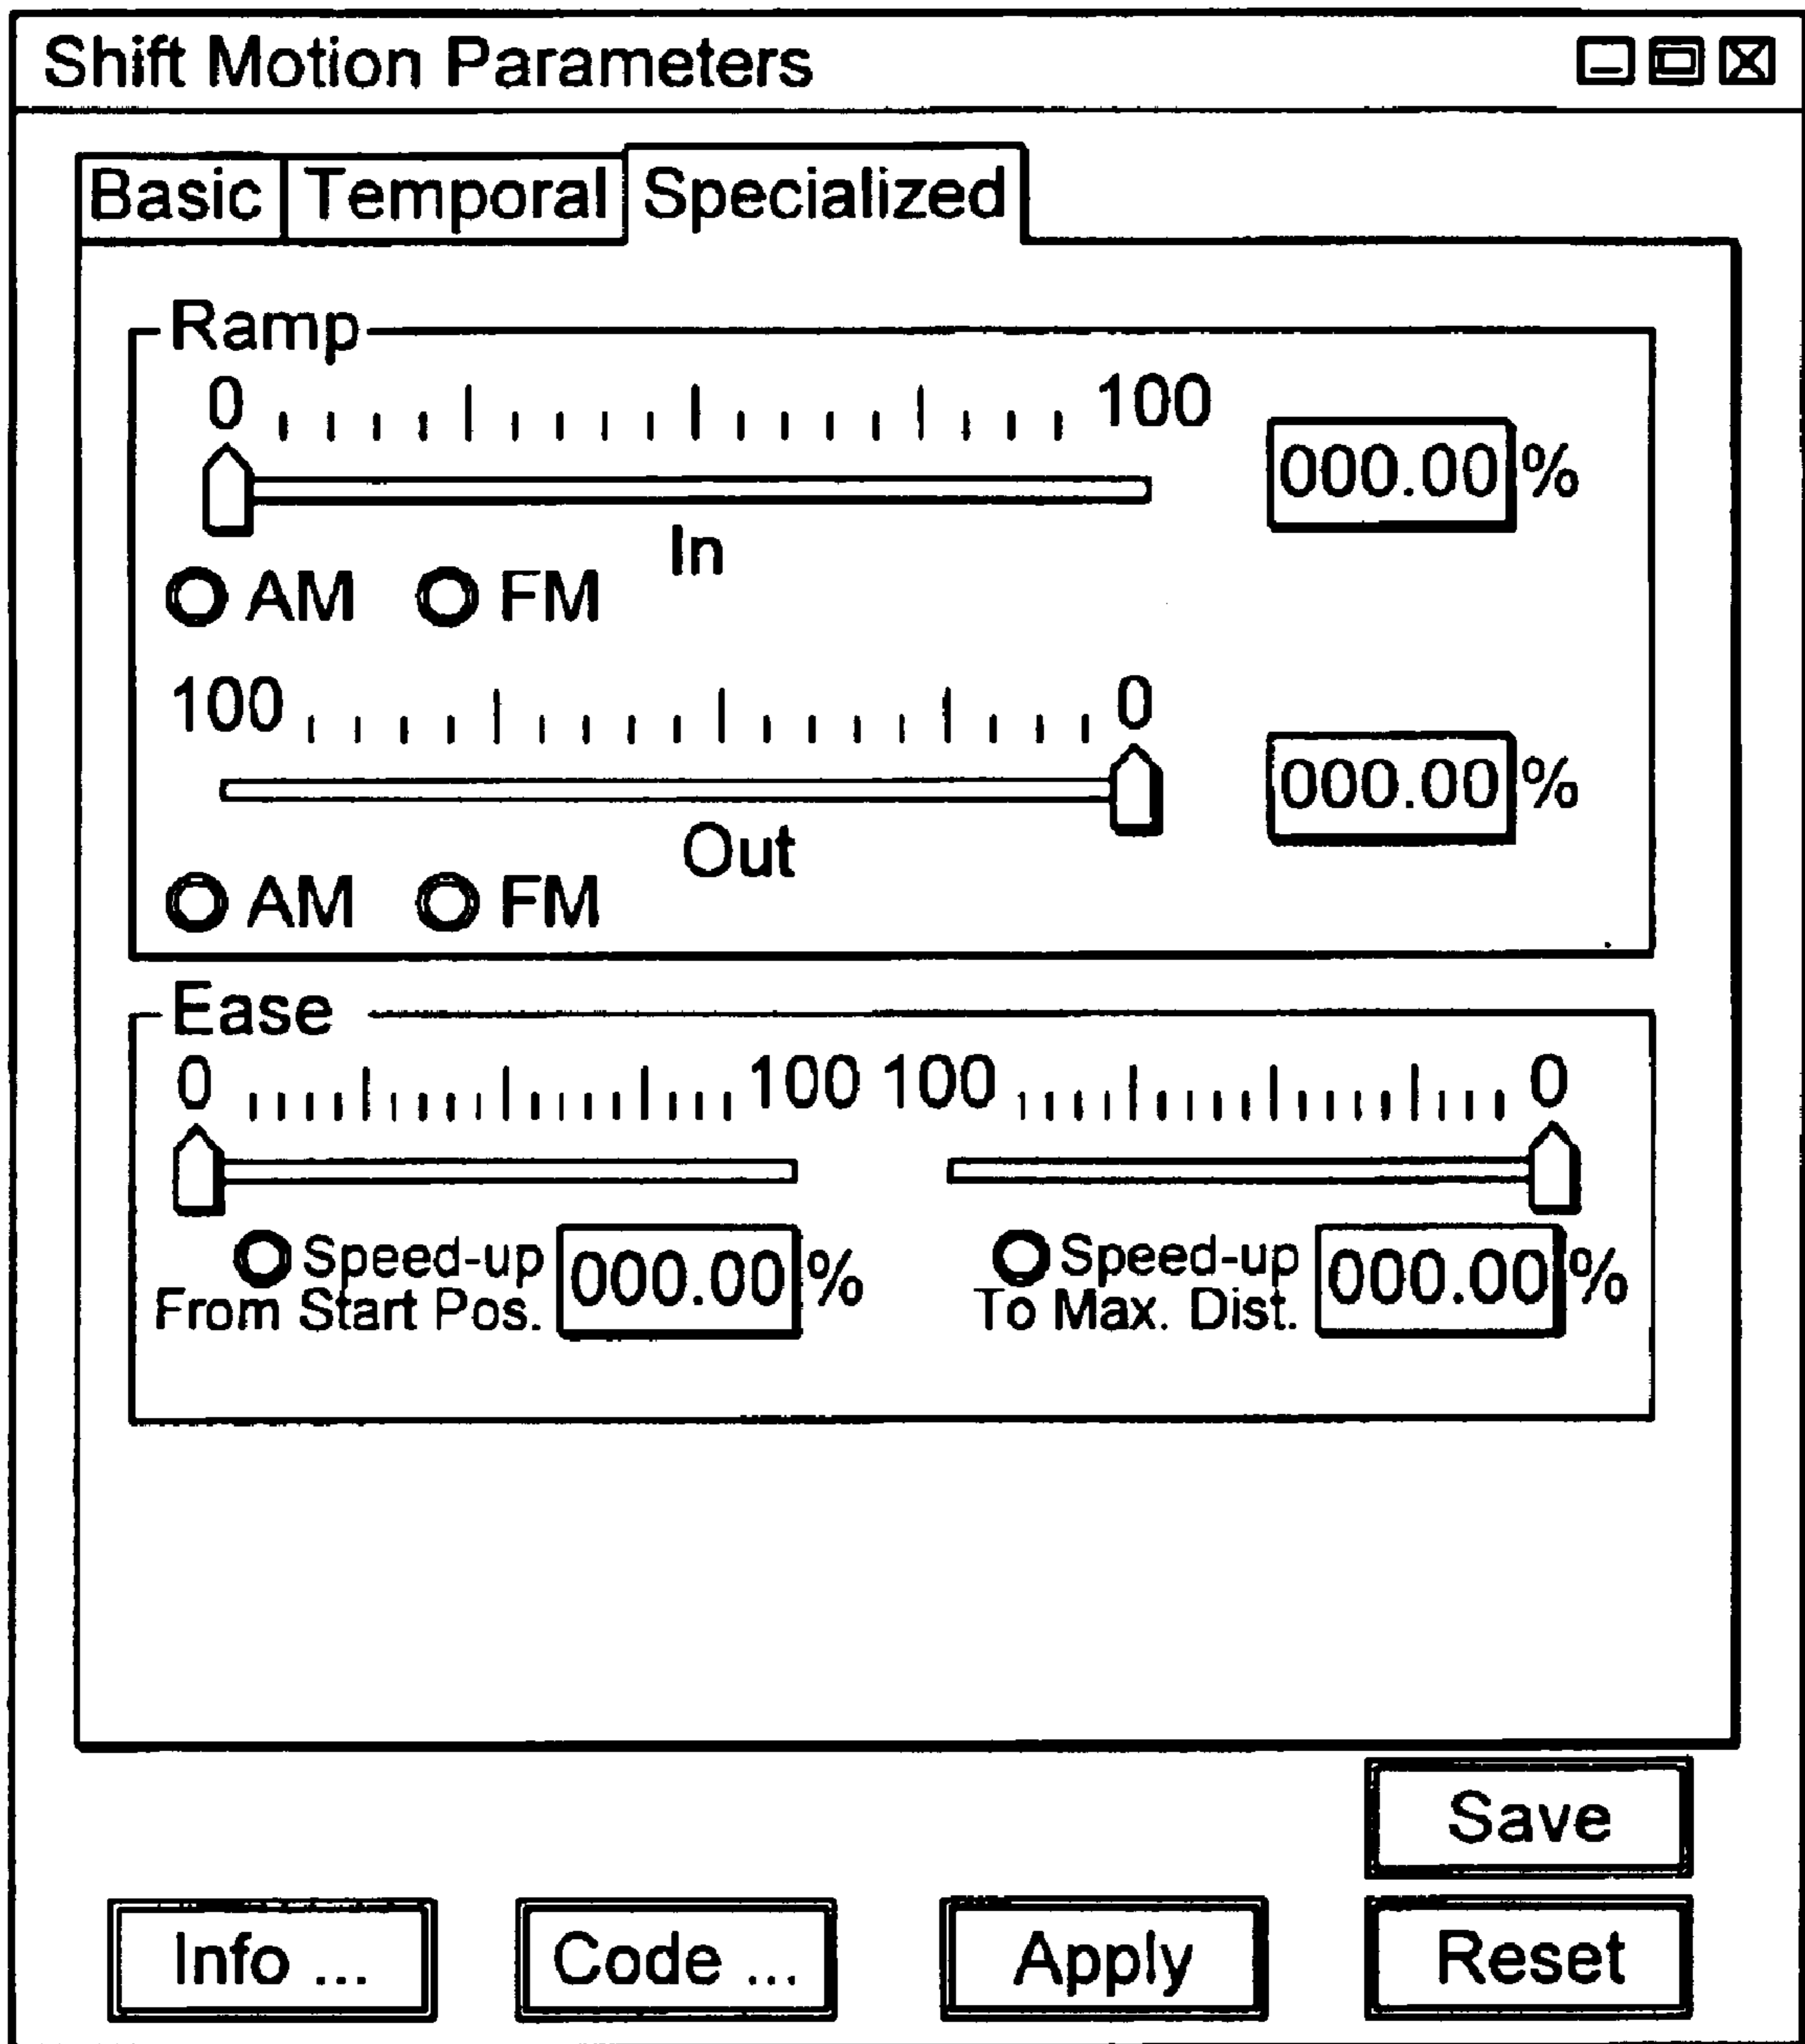 Shift Motion Parameters
Basic Temporal Specialized
Ramp
0 100
000.00 %
In
AM FM
100 0
000.00 %
Out
AM FM
Ease
0 100 100 0
Speed-up
From Start Pos.
000.00 %
Speed-up
To Max. Dist.
000.00 %
Save
Info ... Code ... Apply Reset